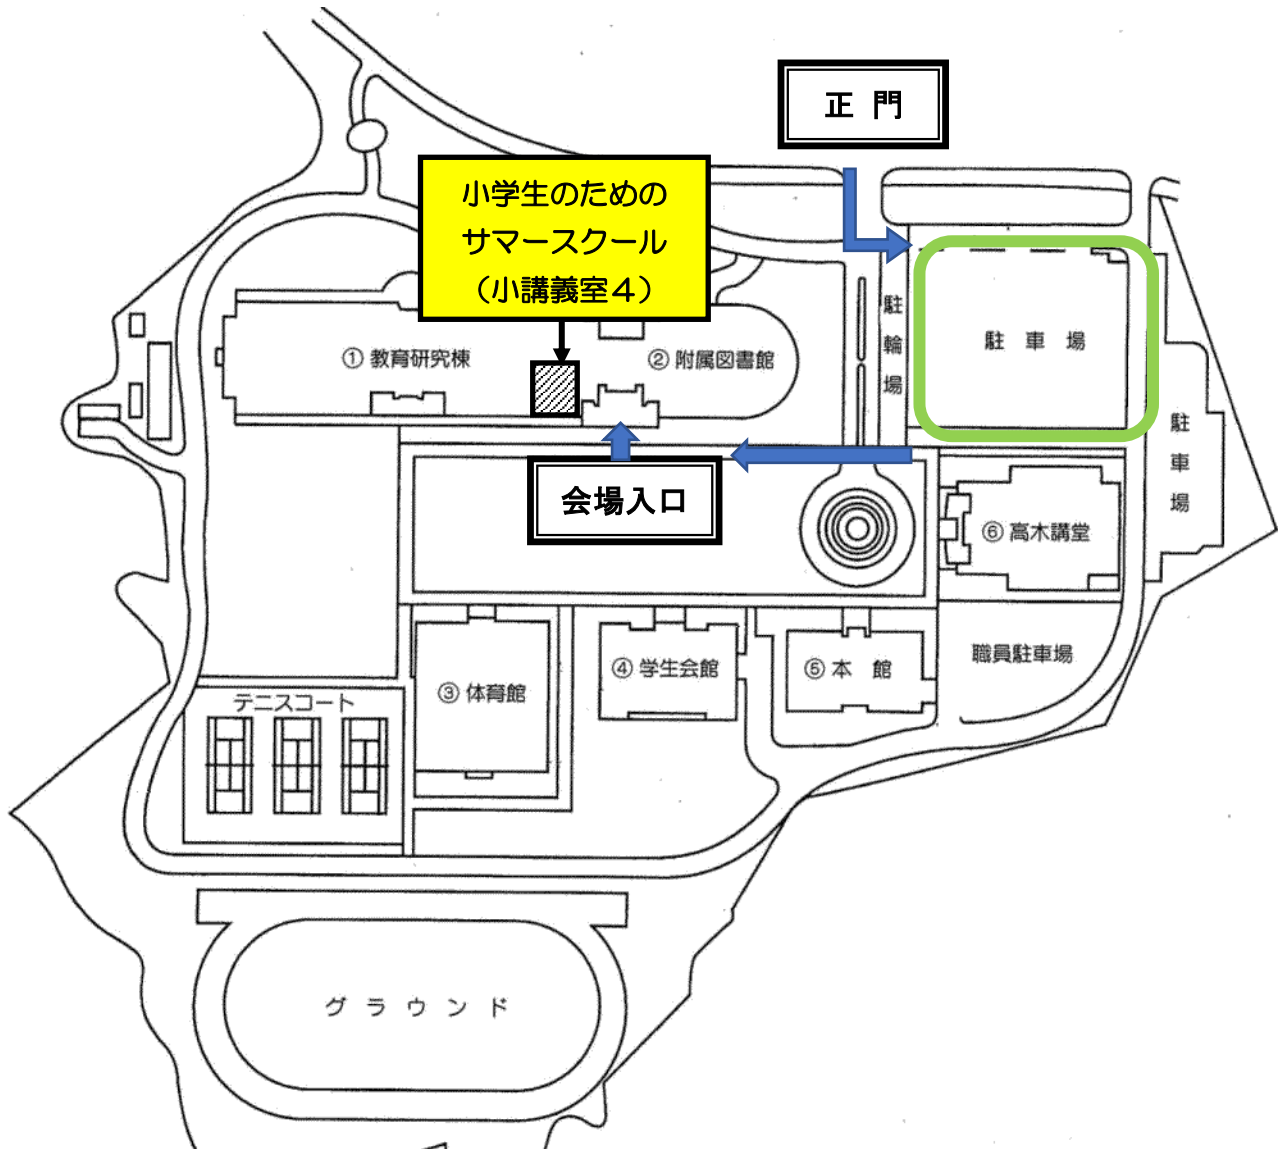 正 門
小学生のための
サマースクール
（小講義室４）
駐輪場
駐 車 場
① 教育研究棟
② 附属図書館
駐車場
会場入口
⑥ 高木講堂
③ 体育館
④ 学生会館
⑤ 本 館
職員駐車場
テニスコート
グ ラ ウ ン ド